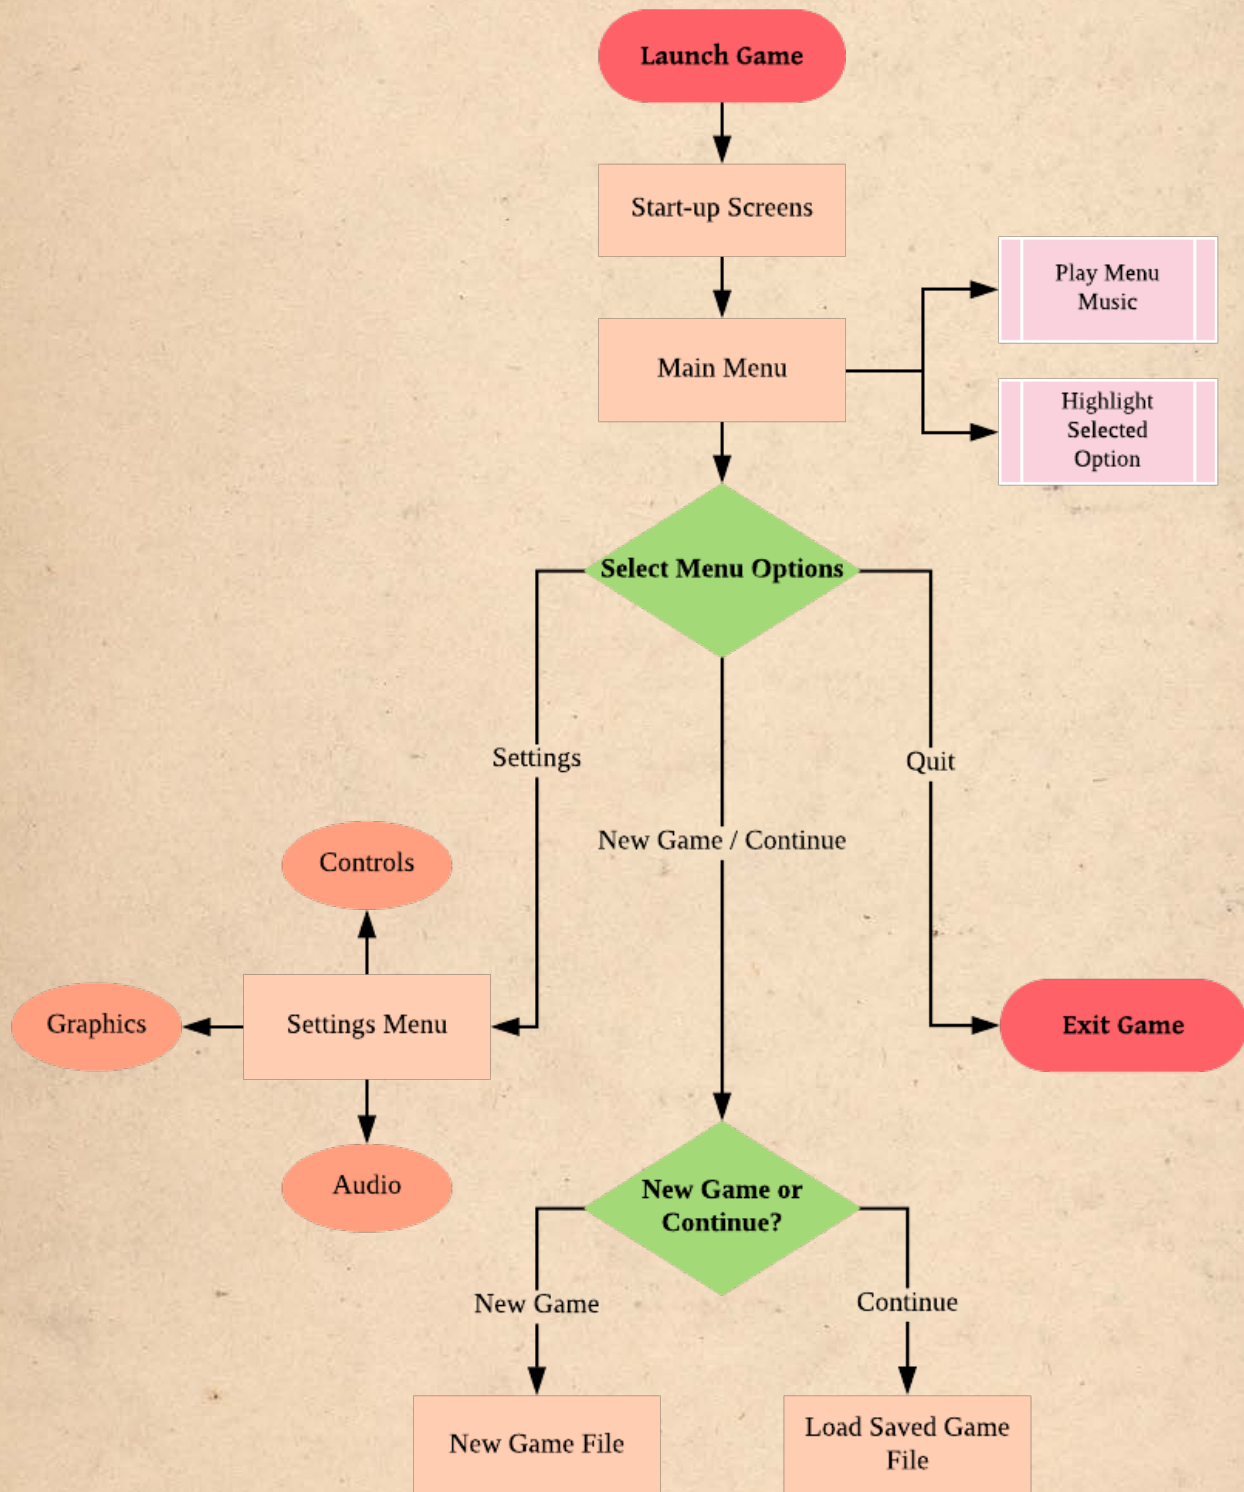 Launch Game
Start-up Screens
Play Menu
Music
Main Menu
Highlight
Selected
Option
Select Menu Options
Settings
Quit
New Game / Continue
Controls
Graphics
Settings Menu
Exit Game
Audio
New Game or
Continue?
New Game
Continue
New Game File
Load Saved Game
File